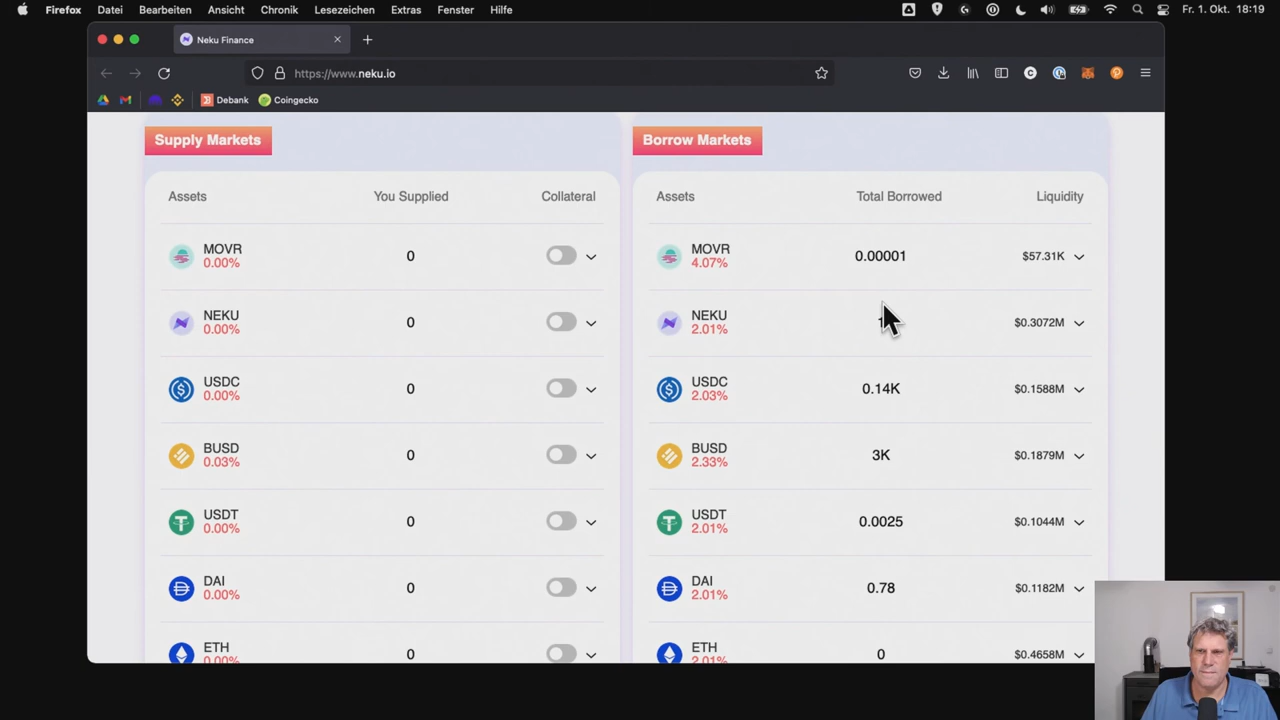 Firefox Datei Bearbeiten Ansicht Chronik Lesezeichen Extras Fenster Hilfe Fr. 1. Okt. 18:19
Neku Finance
https://www.neku.io
Debank Coingecko
Supply Markets
Assets You Supplied Collateral
MOVR
0.00%
0
NEKU
0.00%
0
USDC
0.00%
0
BUSD
0.03%
0
USDT
0.00%
0
DAI
0.00%
0
ETH
0.00%
0
Borrow Markets
Assets Total Borrowed Liquidity
MOVR
4.07%
0.00001 $57.31K
NEKU
2.01%
$0.3072M
USDC
2.03%
0.14K $0.1588M
BUSD
2.33%
3K $0.1879M
USDT
2.01%
0.0025 $0.1044M
DAI
2.01%
0.78 $0.1182M
ETH
2.01%
0 $0.4658M